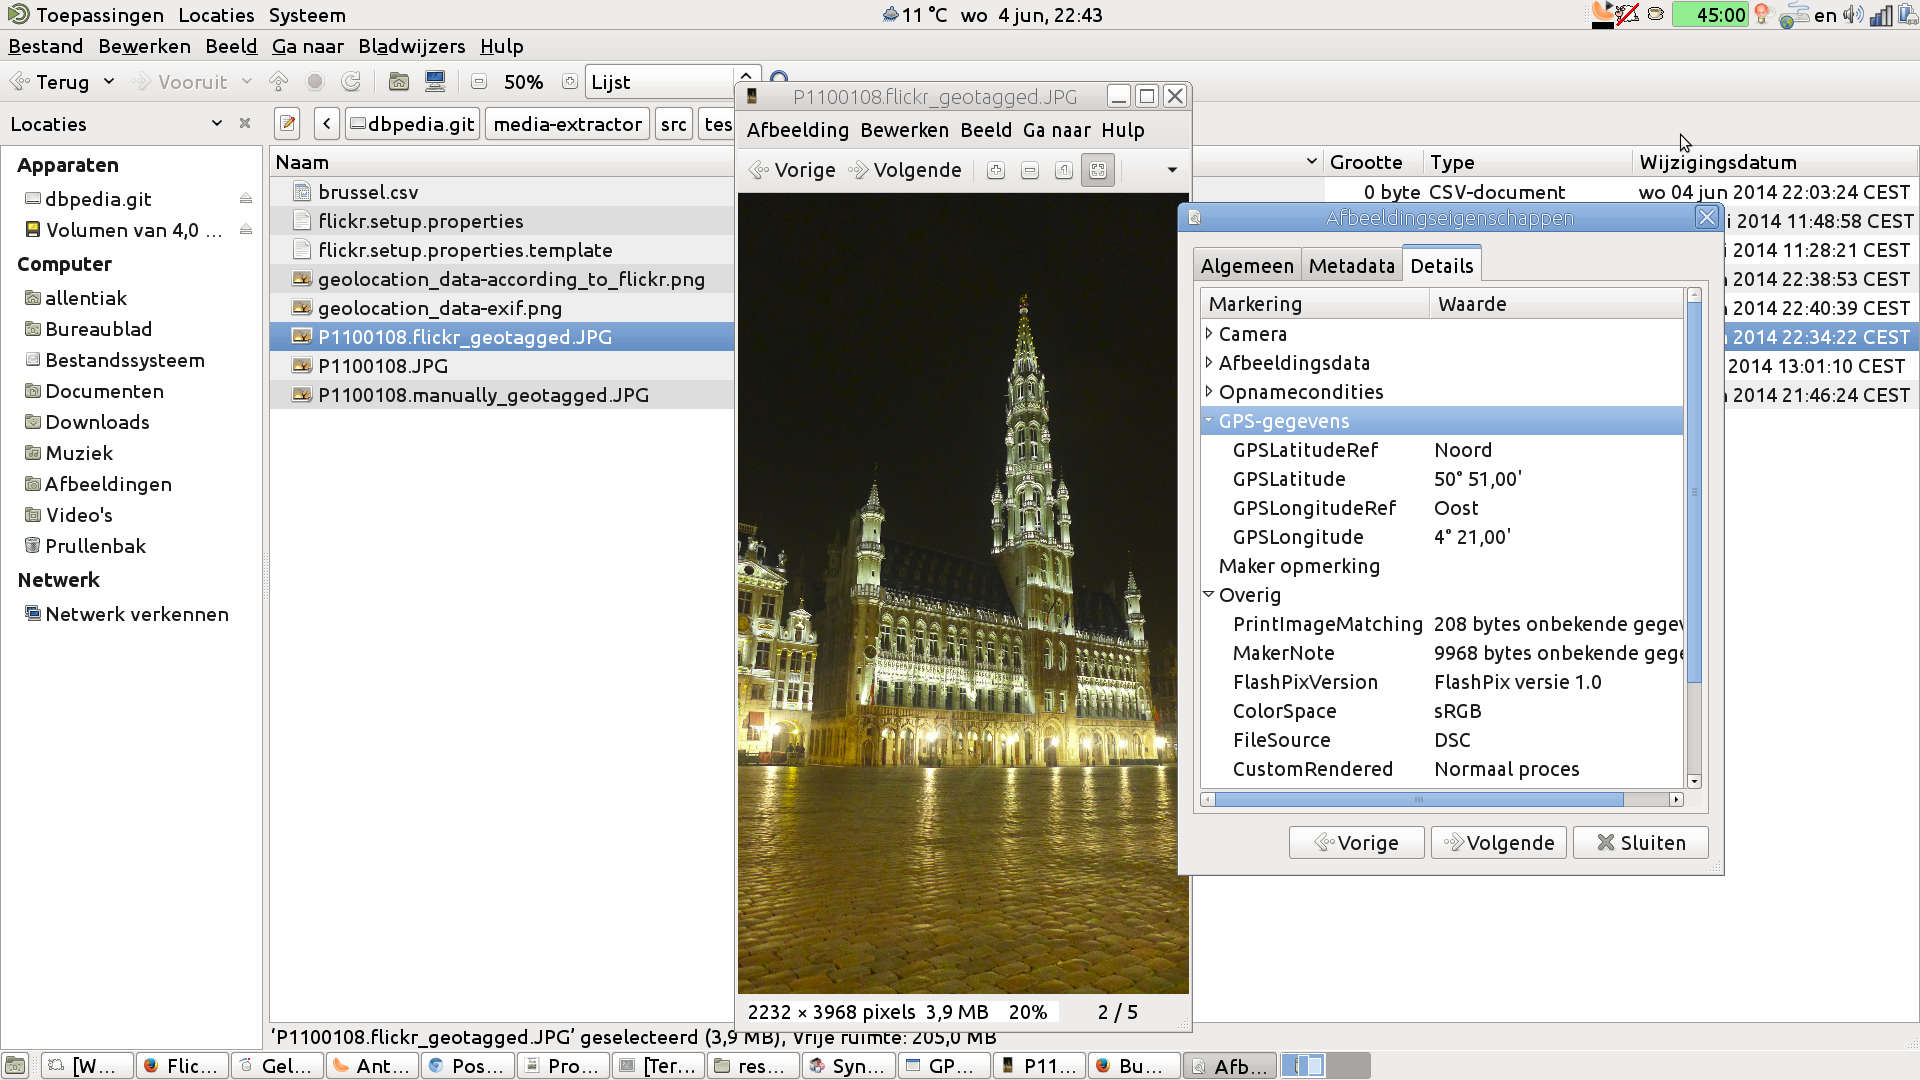 Toepassingen Locaties Systeem 11 °C wo 4 jun, 22:43 45:00 en
Bestand Bewerken Beeld Ga naar Bladwijzers Hulp
Terug Vooruit 50% Lijst
Locaties
dbpedia.git media-extractor src tes
Apparaten
dbpedia.git
Volumen van 4,0 ...
Computer
allentiak
Bureaublad
Bestandssysteem
Documenten
Downloads
Muziek
Afbeeldingen
Video's
Prullenbak
Netwerk
Netwerk verkennen
Naam Grootte Type Wijzigingsdatum
brussel.csv 0 byte CSV-document wo 04 jun 2014 22:03:24 CEST
flickr.setup.properties i 2014 11:48:58 CEST
flickr.setup.properties.template 2014 11:28:21 CEST
geolocation_data-according_to_flickr.png 2014 22:38:53 CEST
geolocation_data-exif.png 2014 22:40:39 CEST
P1100108.flickr_geotagged.JPG 2014 22:34:22 CEST
P1100108.JPG 2014 13:01:10 CEST
P1100108.manually_geotagged.JPG 2014 21:46:24 CEST
P1100108.flickr_geotagged.JPG
Afbeelding Bewerken Beeld Ga naar Hulp
Vorige Volgende
2232 × 3968 pixels 3,9 MB 20% 2 / 5
Afbeeldingseigenschappen
Algemeen Metadata Details
Markering Waarde
Camera
Afbeeldingsdata
Opnamecondities
GPS-gegevens
GPSLatitudeRef Noord
GPSLatitude 50° 51,00'
GPSLongitudeRef Oost
GPSLongitude 4° 21,00'
Maker opmerking
Overig
PrintImageMatching 208 bytes onbekende gegev
MakerNote 9968 bytes onbekende gege
FlashPixVersion FlashPix versie 1.0
ColorSpace sRGB
FileSource DSC
CustomRendered Normaal proces
Vorige Volgende Sluiten
‘P1100108.flickr_geotagged.JPG’ geselecteerd (3,9 MB), Vrije ruimte: 205,0 MB
[W... Flic... Gel... Ant... Pos... Pro... [Ter... res... Syn... GP... P11... Bu... Afb...